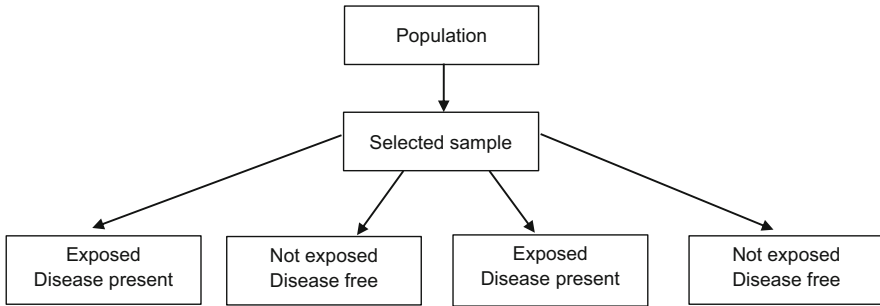 Population
Selected sample
Exposed
Disease present
Not exposed
Disease free
Exposed
Disease present
Not exposed
Disease free